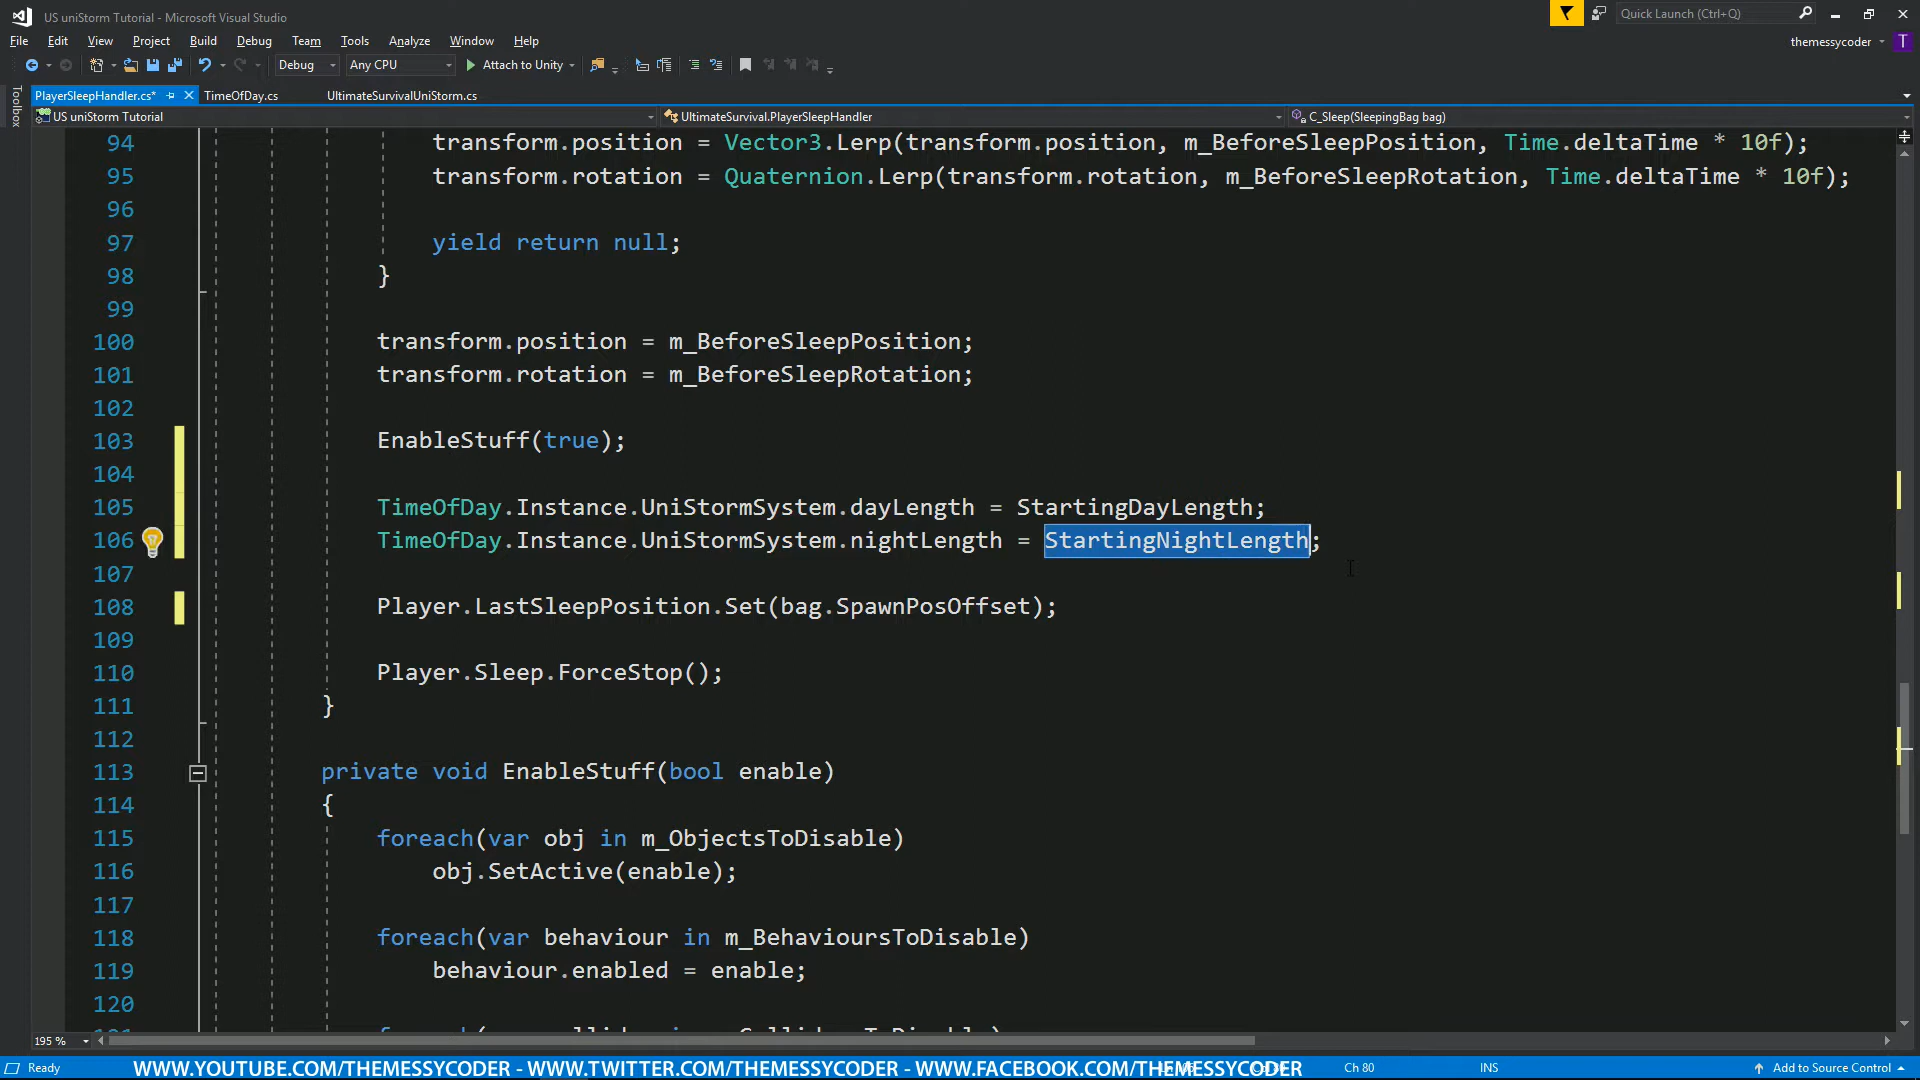 US uniStorm Tutorial - Microsoft Visual Studio
Quick Launch (Ctrl+Q)
File Edit View Project Build Debug Team Tools Analyze Window Help
themessycoder T
Debug Any CPU Attach to Unity
Toolbox
PlayerSleepHandler.cs* TimeOfDay.cs UltimateSurvivalUniStorm.cs
US uniStorm Tutorial UltimateSurvival.PlayerSleepHandler C_Sleep(SleepingBag bag)
94 transform.position = Vector3.Lerp(transform.position, m_BeforeSleepPosition, Time.deltaTime * 10f);
95 transform.rotation = Quaternion.Lerp(transform.rotation, m_BeforeSleepRotation, Time.deltaTime * 10f);
96
97 yield return null;
98 }
99
100 transform.position = m_BeforeSleepPosition;
101 transform.rotation = m_BeforeSleepRotation;
102
103 EnableStuff(true);
104
105 TimeOfDay.Instance.UniStormSystem.dayLength = StartingDayLength;
106 TimeOfDay.Instance.UniStormSystem.nightLength = StartingNightLength;
107
108 Player.LastSleepPosition.Set(bag.SpawnPosOffset);
109
110 Player.Sleep.ForceStop();
111 }
112
113 private void EnableStuff(bool enable)
114 {
115 foreach(var obj in m_ObjectsToDisable)
116 obj.SetActive(enable);
117
118 foreach(var behaviour in m_BehavioursToDisable)
119 behaviour.enabled = enable;
120
195 %
Ready WWW.YOUTUBE.COM/THEMESSYCODER - WWW.TWITTER.COM/THEMESSYCODER - WWW.FACEBOOK.COM/THEMESSYCODER Ch 80 INS Add to Source Control